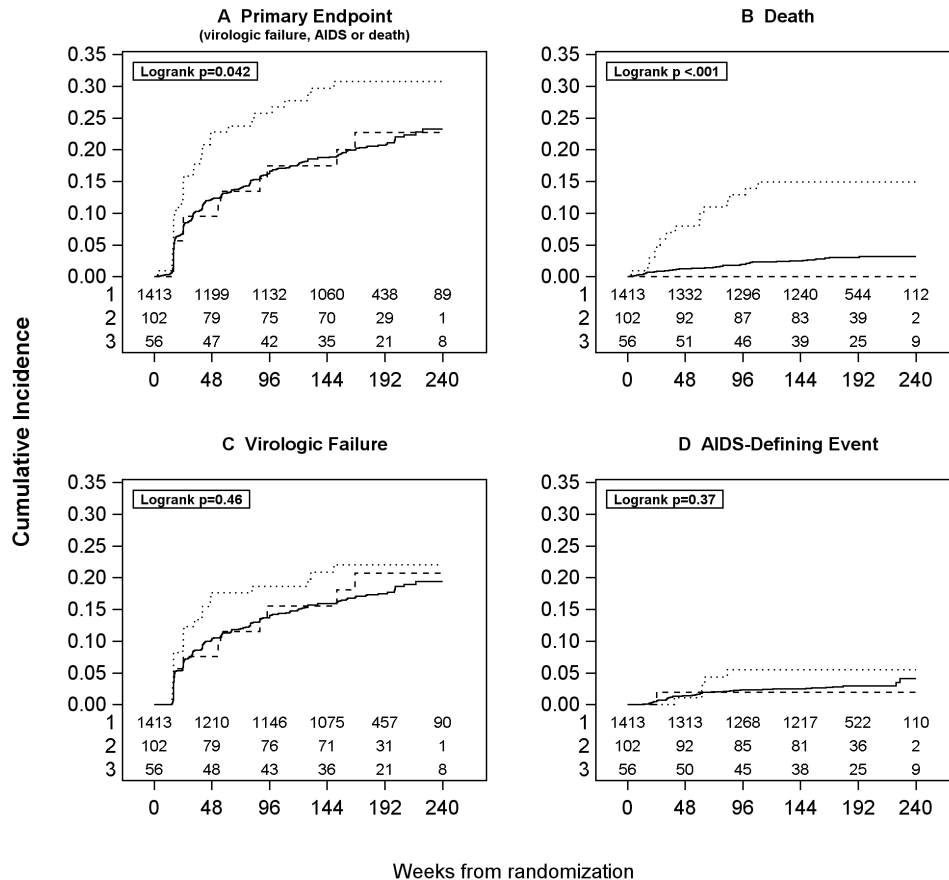 A Primary Endpoint
(virologic failure, AIDS or death)
0.35
0.30
0.25
0.20
0.15
0.10
0.05
0.00
Logrank p=0.042
1 1413 1199 1132 1060 438 89
2 102 79 75 70 29 1
3 56 47 42 35 21 8
0 48 96 144 192 240
B Death
0.35
0.30
0.25
0.20
0.15
0.10
0.05
0.00
Logrank p <.001
1 1413 1332 1296 1240 544 112
2 102 92 87 83 39 2
3 56 51 46 39 25 9
0 48 96 144 192 240
Cumulative Incidence
C Virologic Failure
0.35
0.30
0.25
0.20
0.15
0.10
0.05
0.00
Logrank p=0.46
1 1413 1210 1146 1075 457 90
2 102 79 76 71 31 1
3 56 48 43 36 21 8
0 48 96 144 192 240
D AIDS-Defining Event
0.35
0.30
0.25
0.20
0.15
0.10
0.05
0.00
Logrank p=0.37
1 1413 1313 1268 1217 522 110
2 102 92 85 81 36 2
3 56 50 45 38 25 9
0 48 96 144 192 240
Weeks from randomization